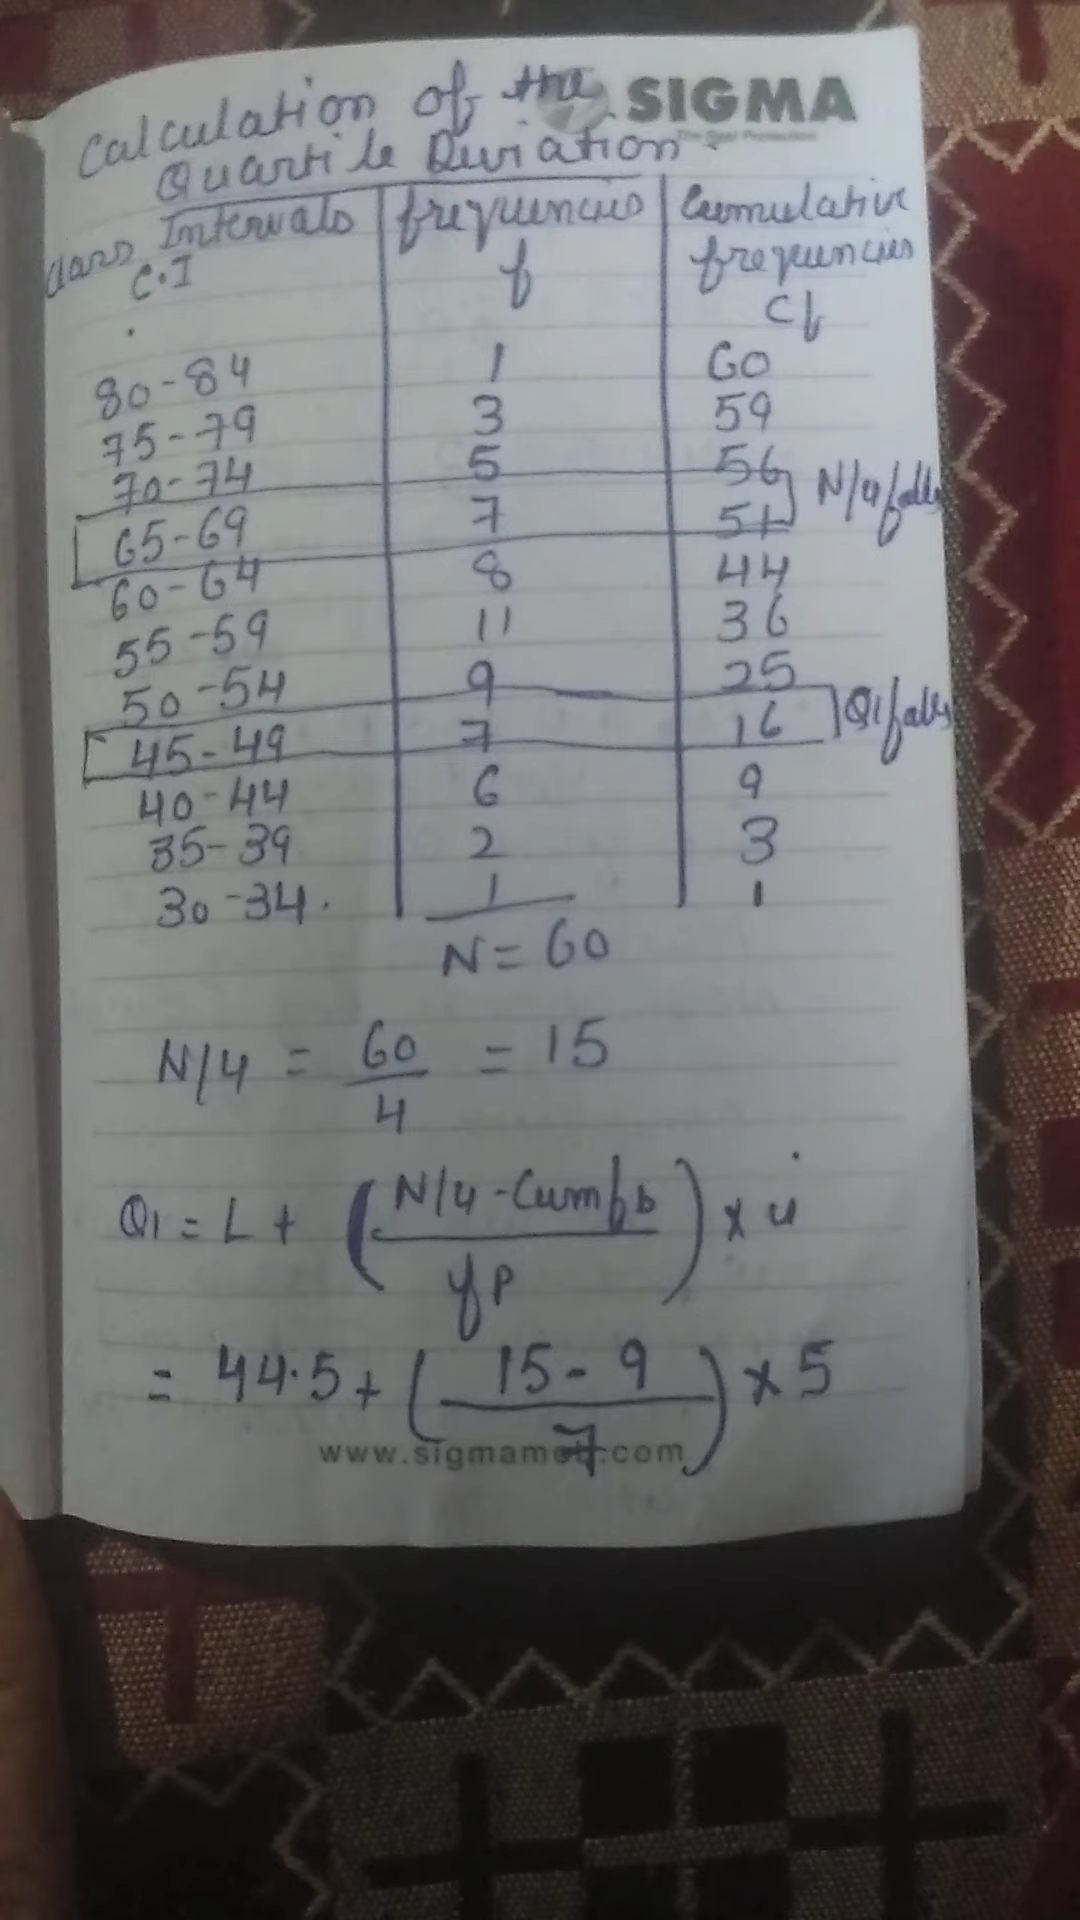 SIGMA
The Best Protection
Calculation of the
Quartile Deviation
Class Intervals frequencies Cumulative
C.I f frequencies
cf
80-84 1 60
75-79 3 59
70-74 5 56
65-69 7 51 N/4 falls
60-64 8 44
55-59 11 36
50-54 9 25
45-49 7 16 Q1 falls
40-44 6 9
35-39 2 3
30-34. 1 1
N = 60
N/4 = 60/4 = 15
Q1 = L + (N/4 - Cumfb / fp) × i
= 44.5 + (15 - 9 / 7) × 5